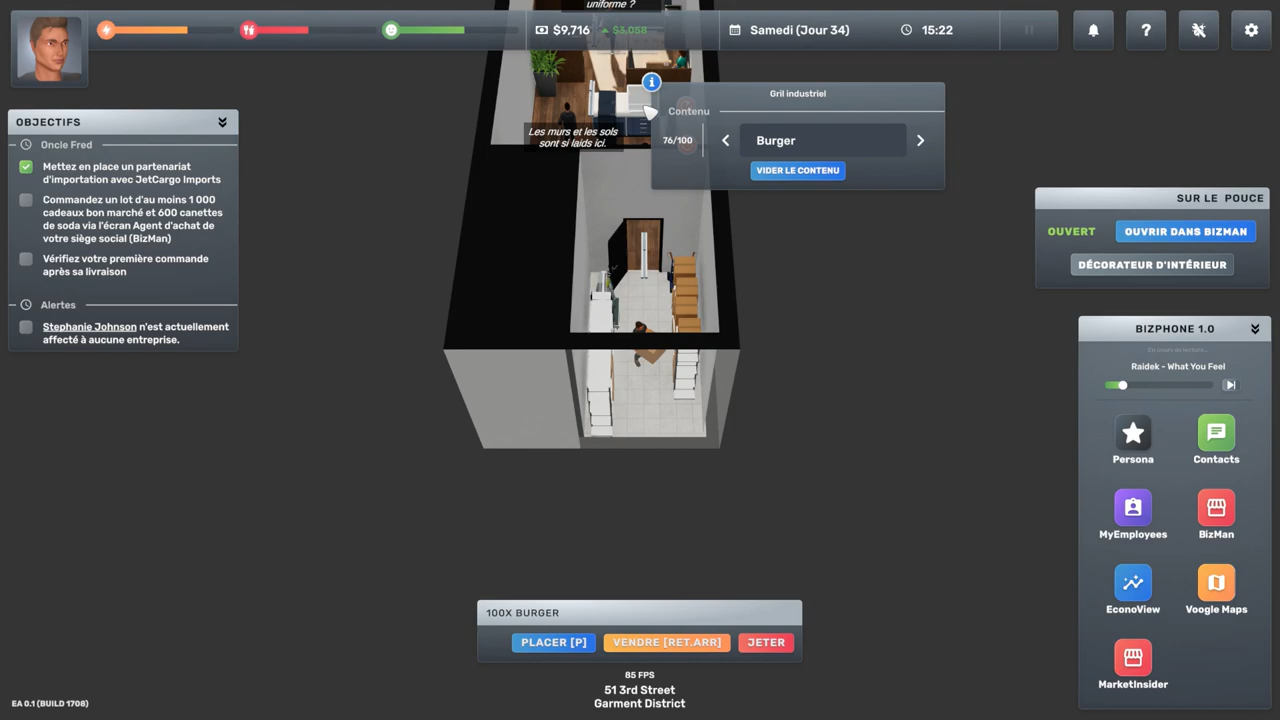 uniforme ?
$9,716
$3,058
Samedi (Jour 34)
15:22
?
OBJECTIFS
Oncle Fred
Mettez en place un partenariat
d'importation avec JetCargo Imports
Commandez un lot d'au moins 1 000
cadeaux bon marché et 600 canettes
de soda via l'écran Agent d'achat de
votre siège social (BizMan)
Vérifiez votre première commande
après sa livraison
Alertes
Stephanie Johnson n'est actuellement
affecté à aucune entreprise.
Les murs et les sols
sont si laids ici.
i
Gril industriel
Contenu
76/100
Burger
VIDER LE CONTENU
SUR LE POUCE
OUVERT
OUVRIR DANS BIZMAN
DÉCORATEUR D'INTÉRIEUR
BIZPHONE 1.0
En cours de lecture...
Raidek - What You Feel
Persona
Contacts
MyEmployees
BizMan
EconoView
Voogle Maps
MarketInsider
100X BURGER
PLACER [P]
VENDRE [RET.ARR]
JETER
85 FPS
51 3rd Street
Garment District
EA 0.1 (BUILD 1708)